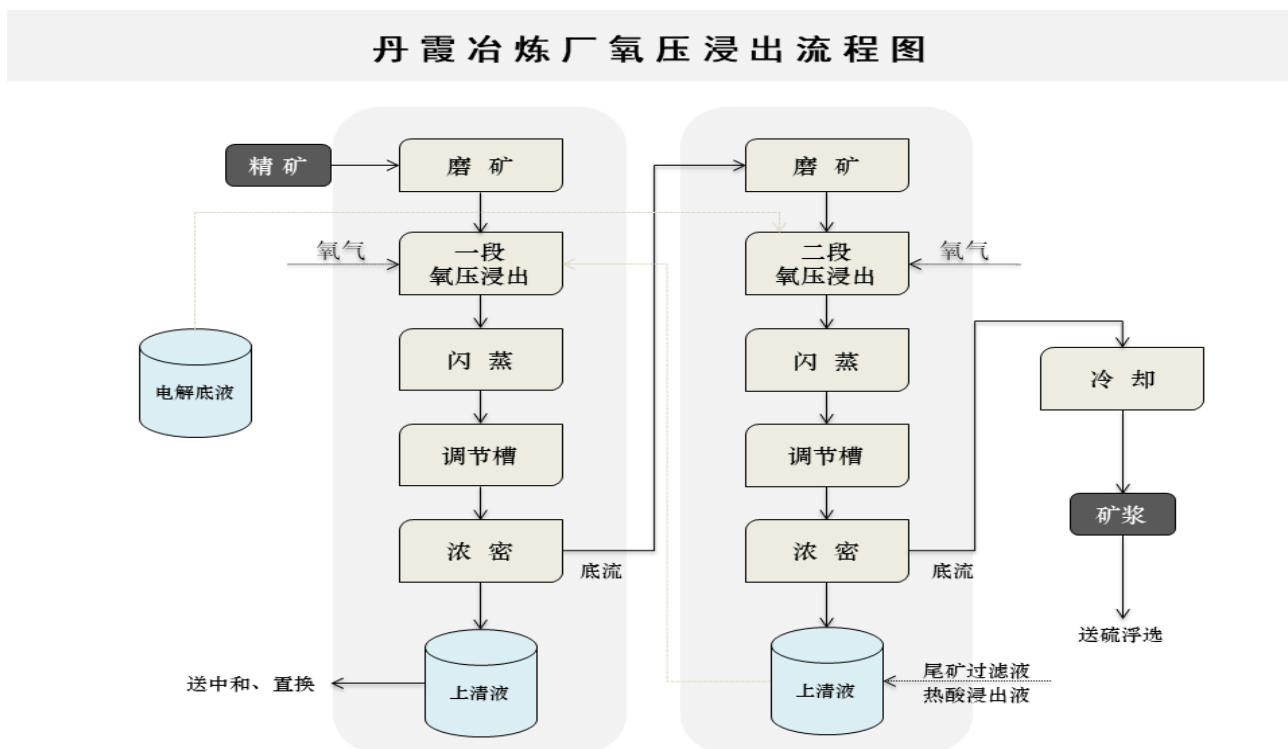 丹霞冶炼厂氧压浸出流程图
精矿
磨矿
磨矿
氧气
一段
氧压浸出
二段
氧压浸出
氧气
闪蒸
闪蒸
冷却
电解底液
调节槽
调节槽
矿浆
浓密
底流
浓密
底流
送硫浮选
送中和、置换
上清液
上清液
尾矿过滤液
热酸浸出液